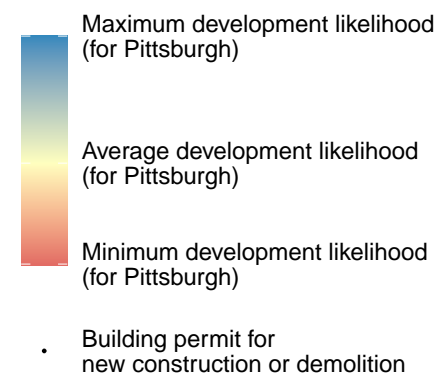 Maximum development likelihood
(for Pittsburgh)
Average development likelihood
(for Pittsburgh)
Minimum development likelihood
(for Pittsburgh)
Building permit for
new construction or demolition